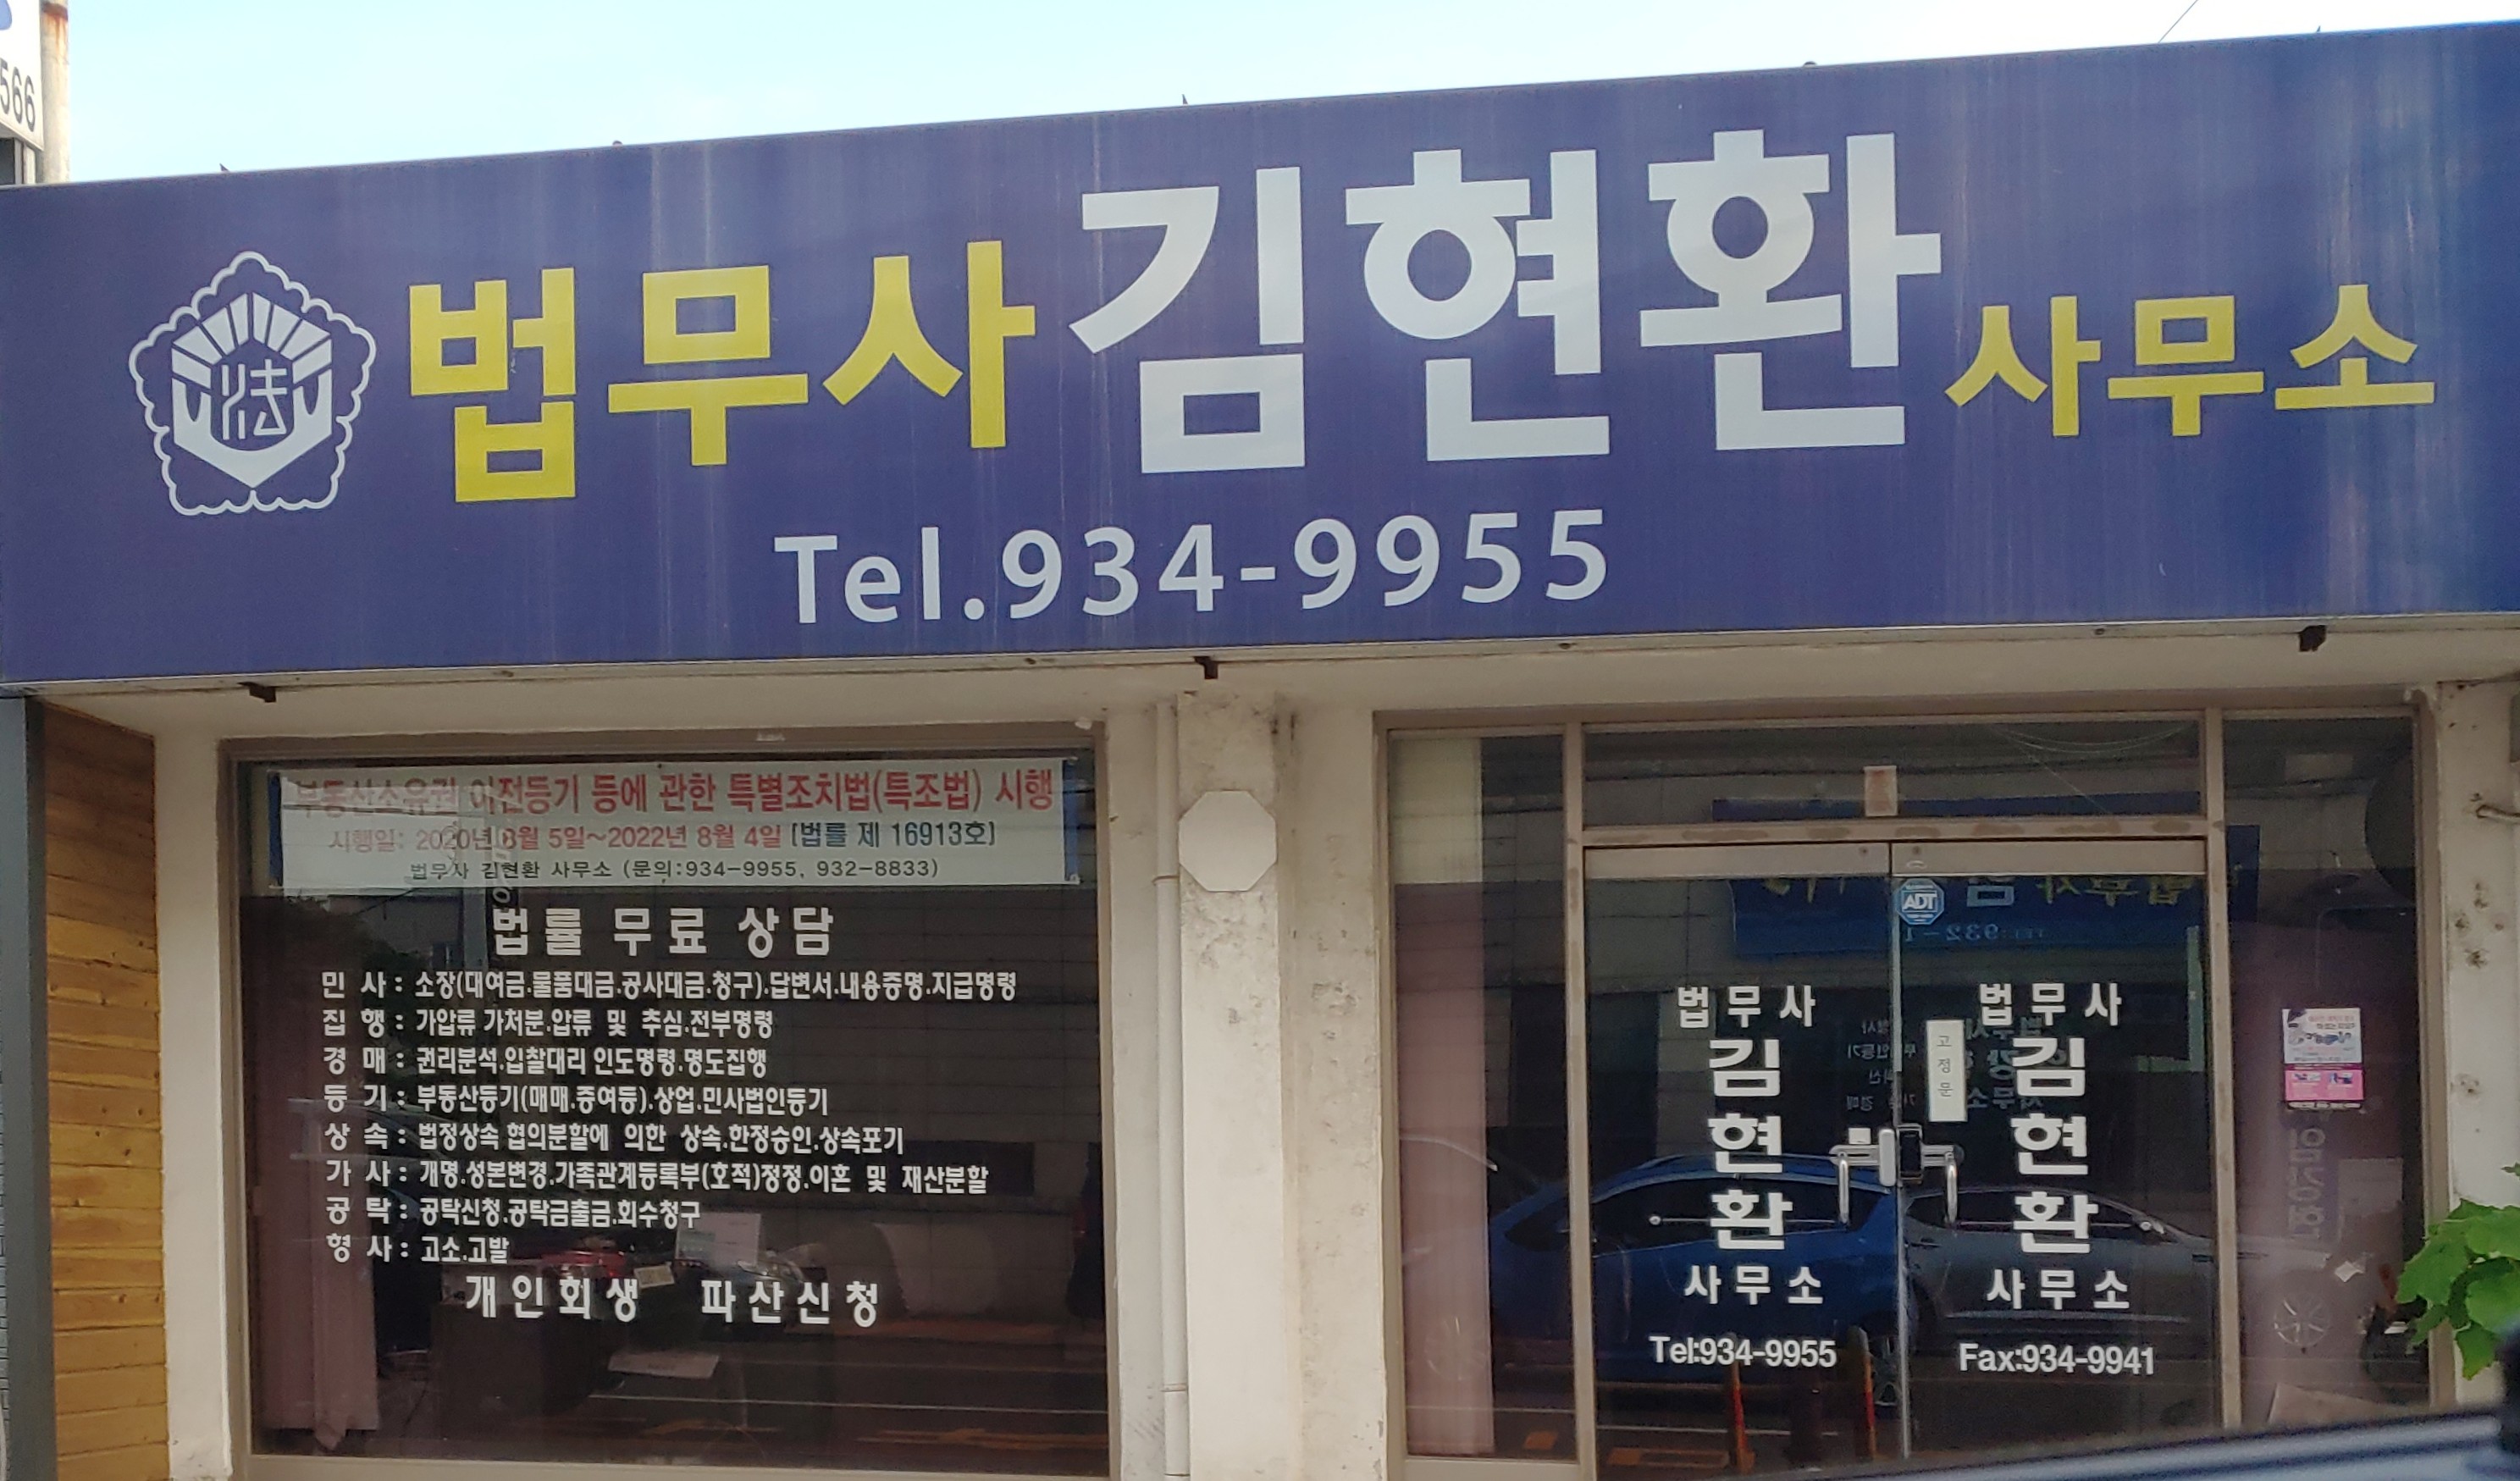 566
法
법무사김현환사무소
Tel.934-9955
부동산소유권 이전등기 등에 관한 특별조치법(특조법) 시행
시행일: 2020년 8월 5일~2022년 8월 4일 [법률 제 16913호]
법무사 김현환 사무소 (문의:934-9955, 932-8833)
법률 무료 상담
민 사 : 소장(대여금.물품대금.공사대금.청구).답변서.내용증명.지급명령
집 행 : 가압류 가처분.압류 및 추심.전부명령
경 매 : 권리분석.입찰대리 인도명령.명도집행
등 기 : 부동산등기(매매.증여등).상업.민사법인등기
상 속 : 법정상속 협의분할에 의한 상속.한정승인.상속포기
가 사 : 개명.성본변경.가족관계등록부(호적)정정.이혼 및 재산분할
공 탁 : 공탁신청.공탁금출금.회수청구
형 사 : 고소.고발
개인회생 파산신청
ADT
법무사
김
현
환
사무소
Tel:934-9955
고
정
문
법무사
김
현
환
사무소
Fax:934-9941